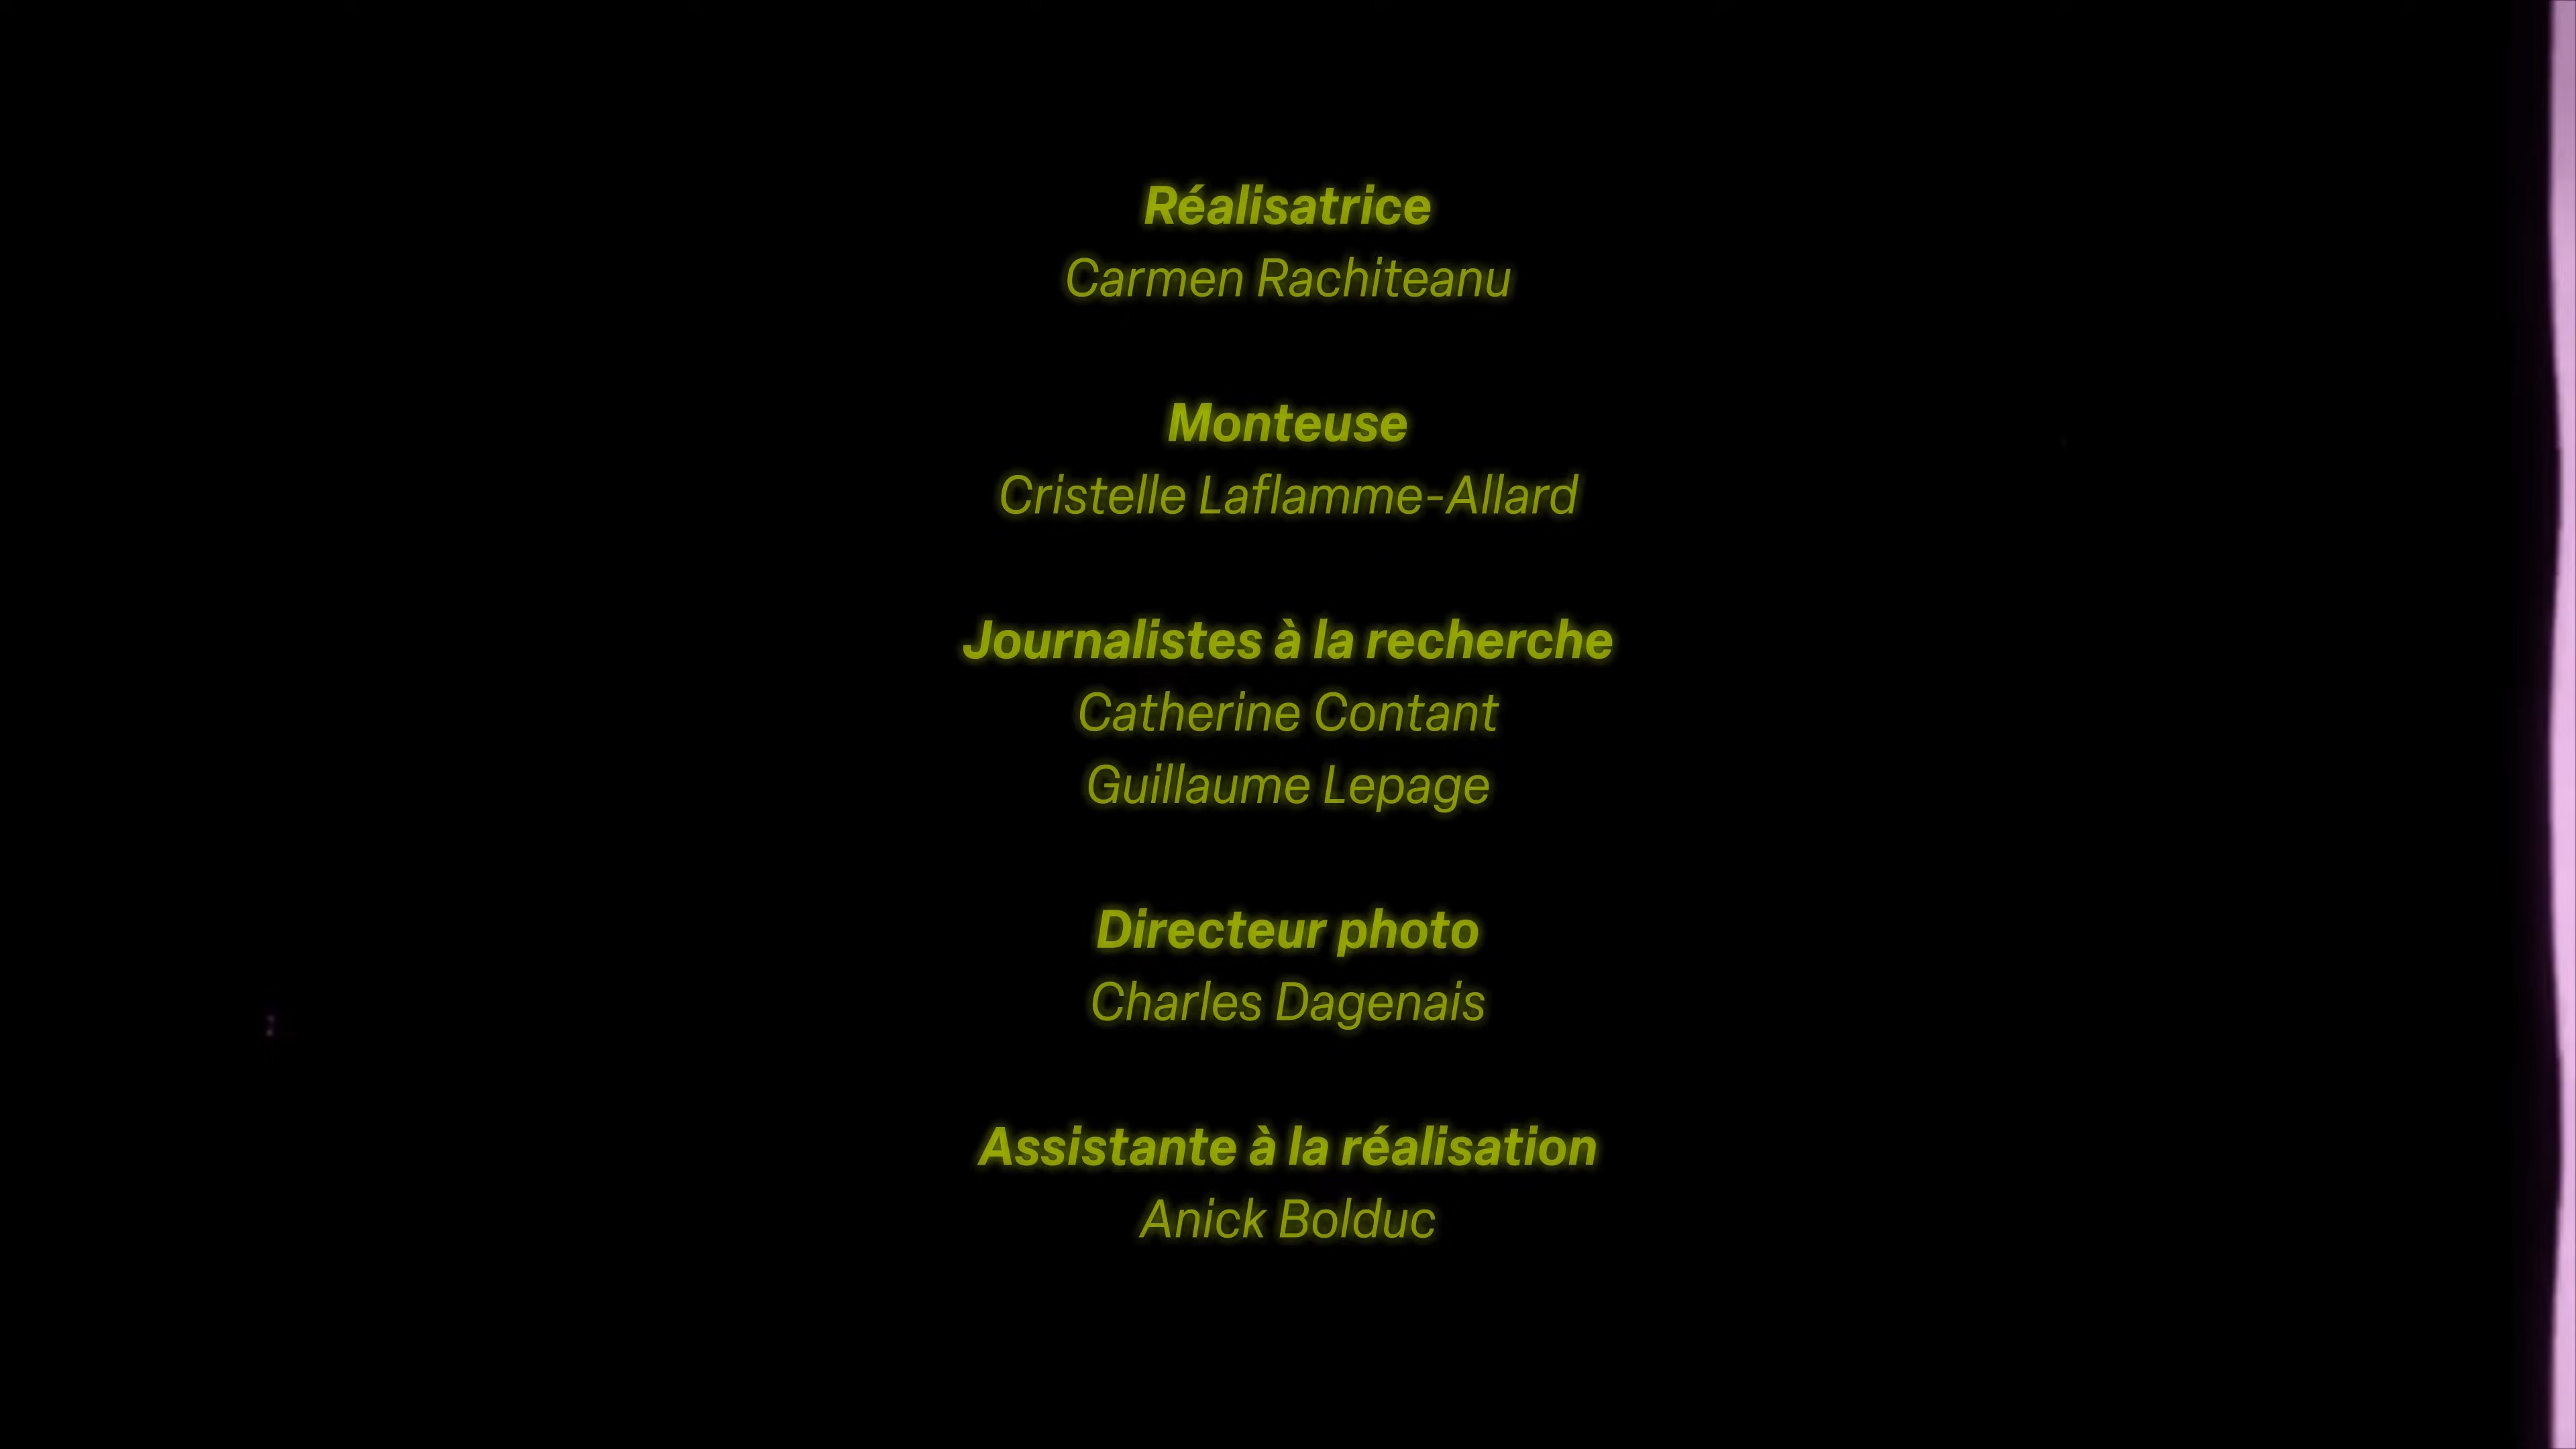 Réalisatrice
Carmen Rachiteanu
Monteuse
Cristelle Laflamme-Allard
Journalistes à la recherche
Catherine Contant
Guillaume Lepage
Directeur photo
Charles Dagenais
Assistante à la réalisation
Anick Bolduc